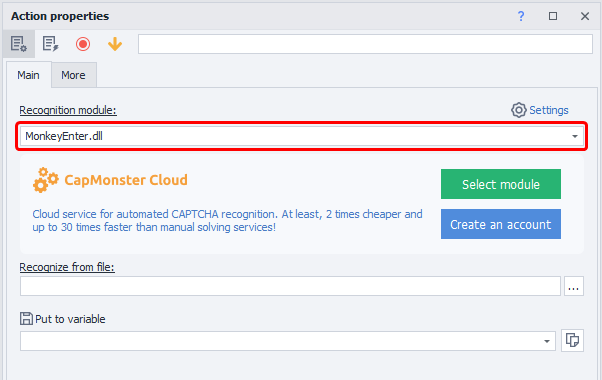 Action properties
?
Main
More
Recognition module:
Settings
MonkeyEnter.dll
CapMonster Cloud
Select module
Cloud service for automated CAPTCHA recognition. At least, 2 times cheaper and
up to 30 times faster than manual solving services!
Create an account
Recognize from file:
...
Put to variable